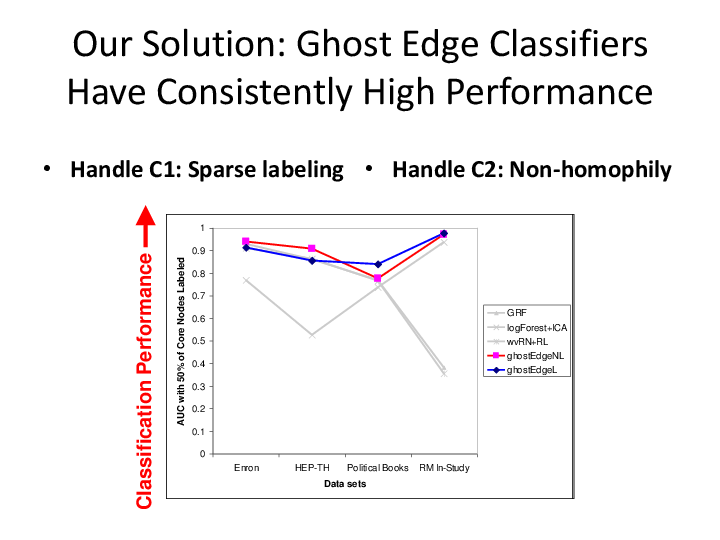 Our Solution: Ghost Edge Classifiers
Have Consistently High Performance
• Handle C1: Sparse labeling
• Handle C2: Non-homophily
Classification Performance
AUC with 50% of Core Nodes Labeled
1
0.9
0.8
0.7
0.6
0.5
0.4
0.3
0.2
0.1
0
Enron HEP-TH Political Books RM In-Study
Data sets
GRF
logForest+ICA
wvRN+RL
ghostEdgeNL
ghostEdgeL